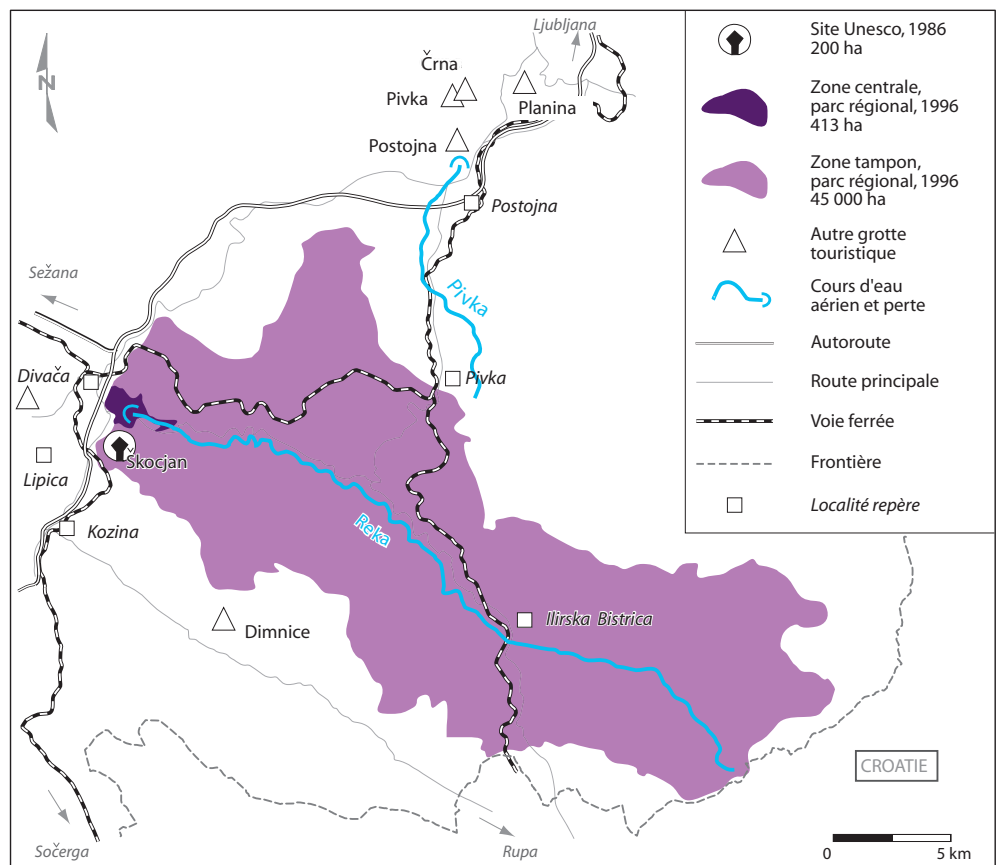 Ljubljana
Črna
Pivka
Planina
Postojna
Postojna
Sežana
Pivka
Divača
Pivka
Škocjan
Lipica
Kozina
Reka
Dimnice
Ilirska Bistrica
CROATIE
Sočerga
Rupa
N
0 5 km
Site Unesco, 1986
200 ha
Zone centrale,
parc régional, 1996
413 ha
Zone tampon,
parc régional, 1996
45 000 ha
Autre grotte
touristique
Cours d'eau
aérien et perte
Autoroute
Route principale
Voie ferrée
Frontière
Localité repère